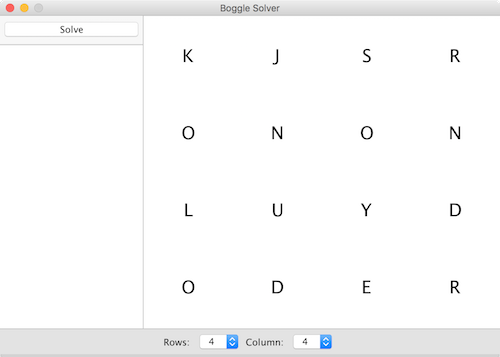 Boggle Solver
Solve
K J S R
O N O N
L U Y D
O D E R
Rows: 4 Column: 4